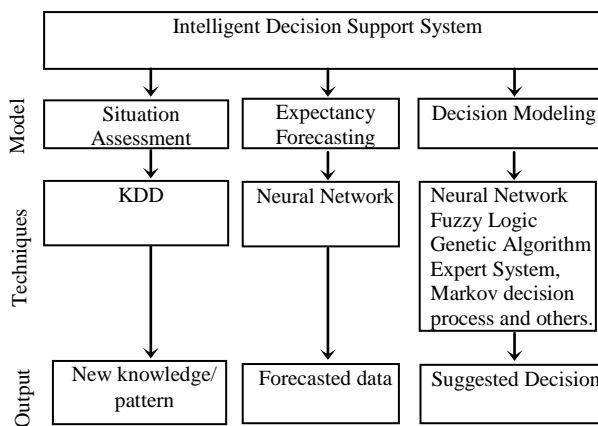 Intelligent Decision Support System
Model
Situation
Assessment
Expectancy
Forecasting
Decision Modeling
Techniques
KDD
Neural Network
Neural Network
Fuzzy Logic
Genetic Algorithm
Expert System,
Markov decision
process and others.
Output
New knowledge/
pattern
Forecasted data
Suggested Decision